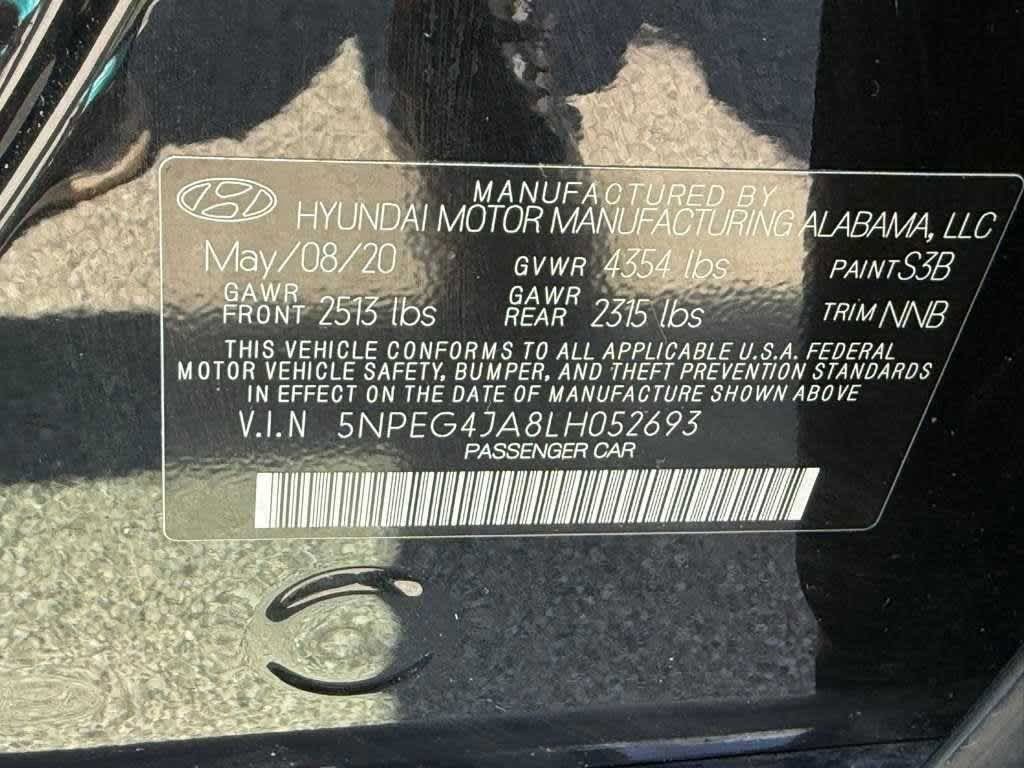 MANUFACTURED BY
HYUNDAI MOTOR MANUFACTURING ALABAMA, LLC
May/08/20 GVWR 4354 lbs PAINT S3B
GAWR FRONT 2513 lbs GAWR REAR 2315 lbs TRIM NNB
THIS VEHICLE CONFORMS TO ALL APPLICABLE U.S.A. FEDERAL
MOTOR VEHICLE SAFETY, BUMPER, AND THEFT PREVENTION STANDARDS
IN EFFECT ON THE DATE OF MANUFACTURE SHOWN ABOVE
V.I.N 5NPEG4JA8LH052693
PASSENGER CAR